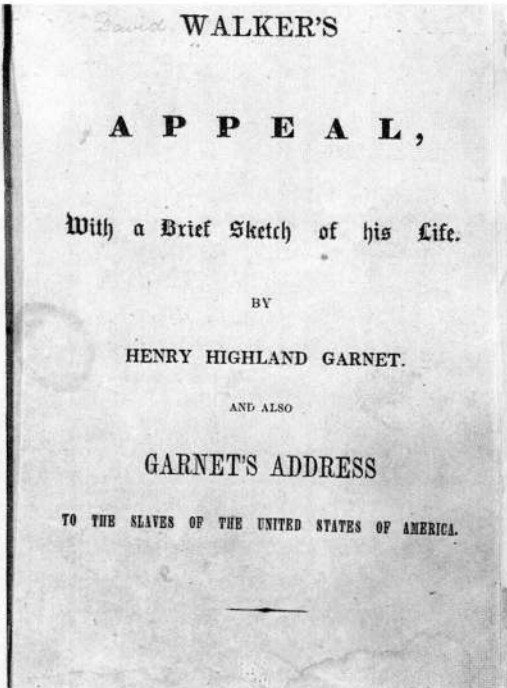 David WALKER'S
APPEAL,
With a Brief Sketch of his Life.
BY
HENRY HIGHLAND GARNET.
AND ALSO
GARNET'S ADDRESS
TO THE SLAVES OF THE UNITED STATES OF AMERICA.